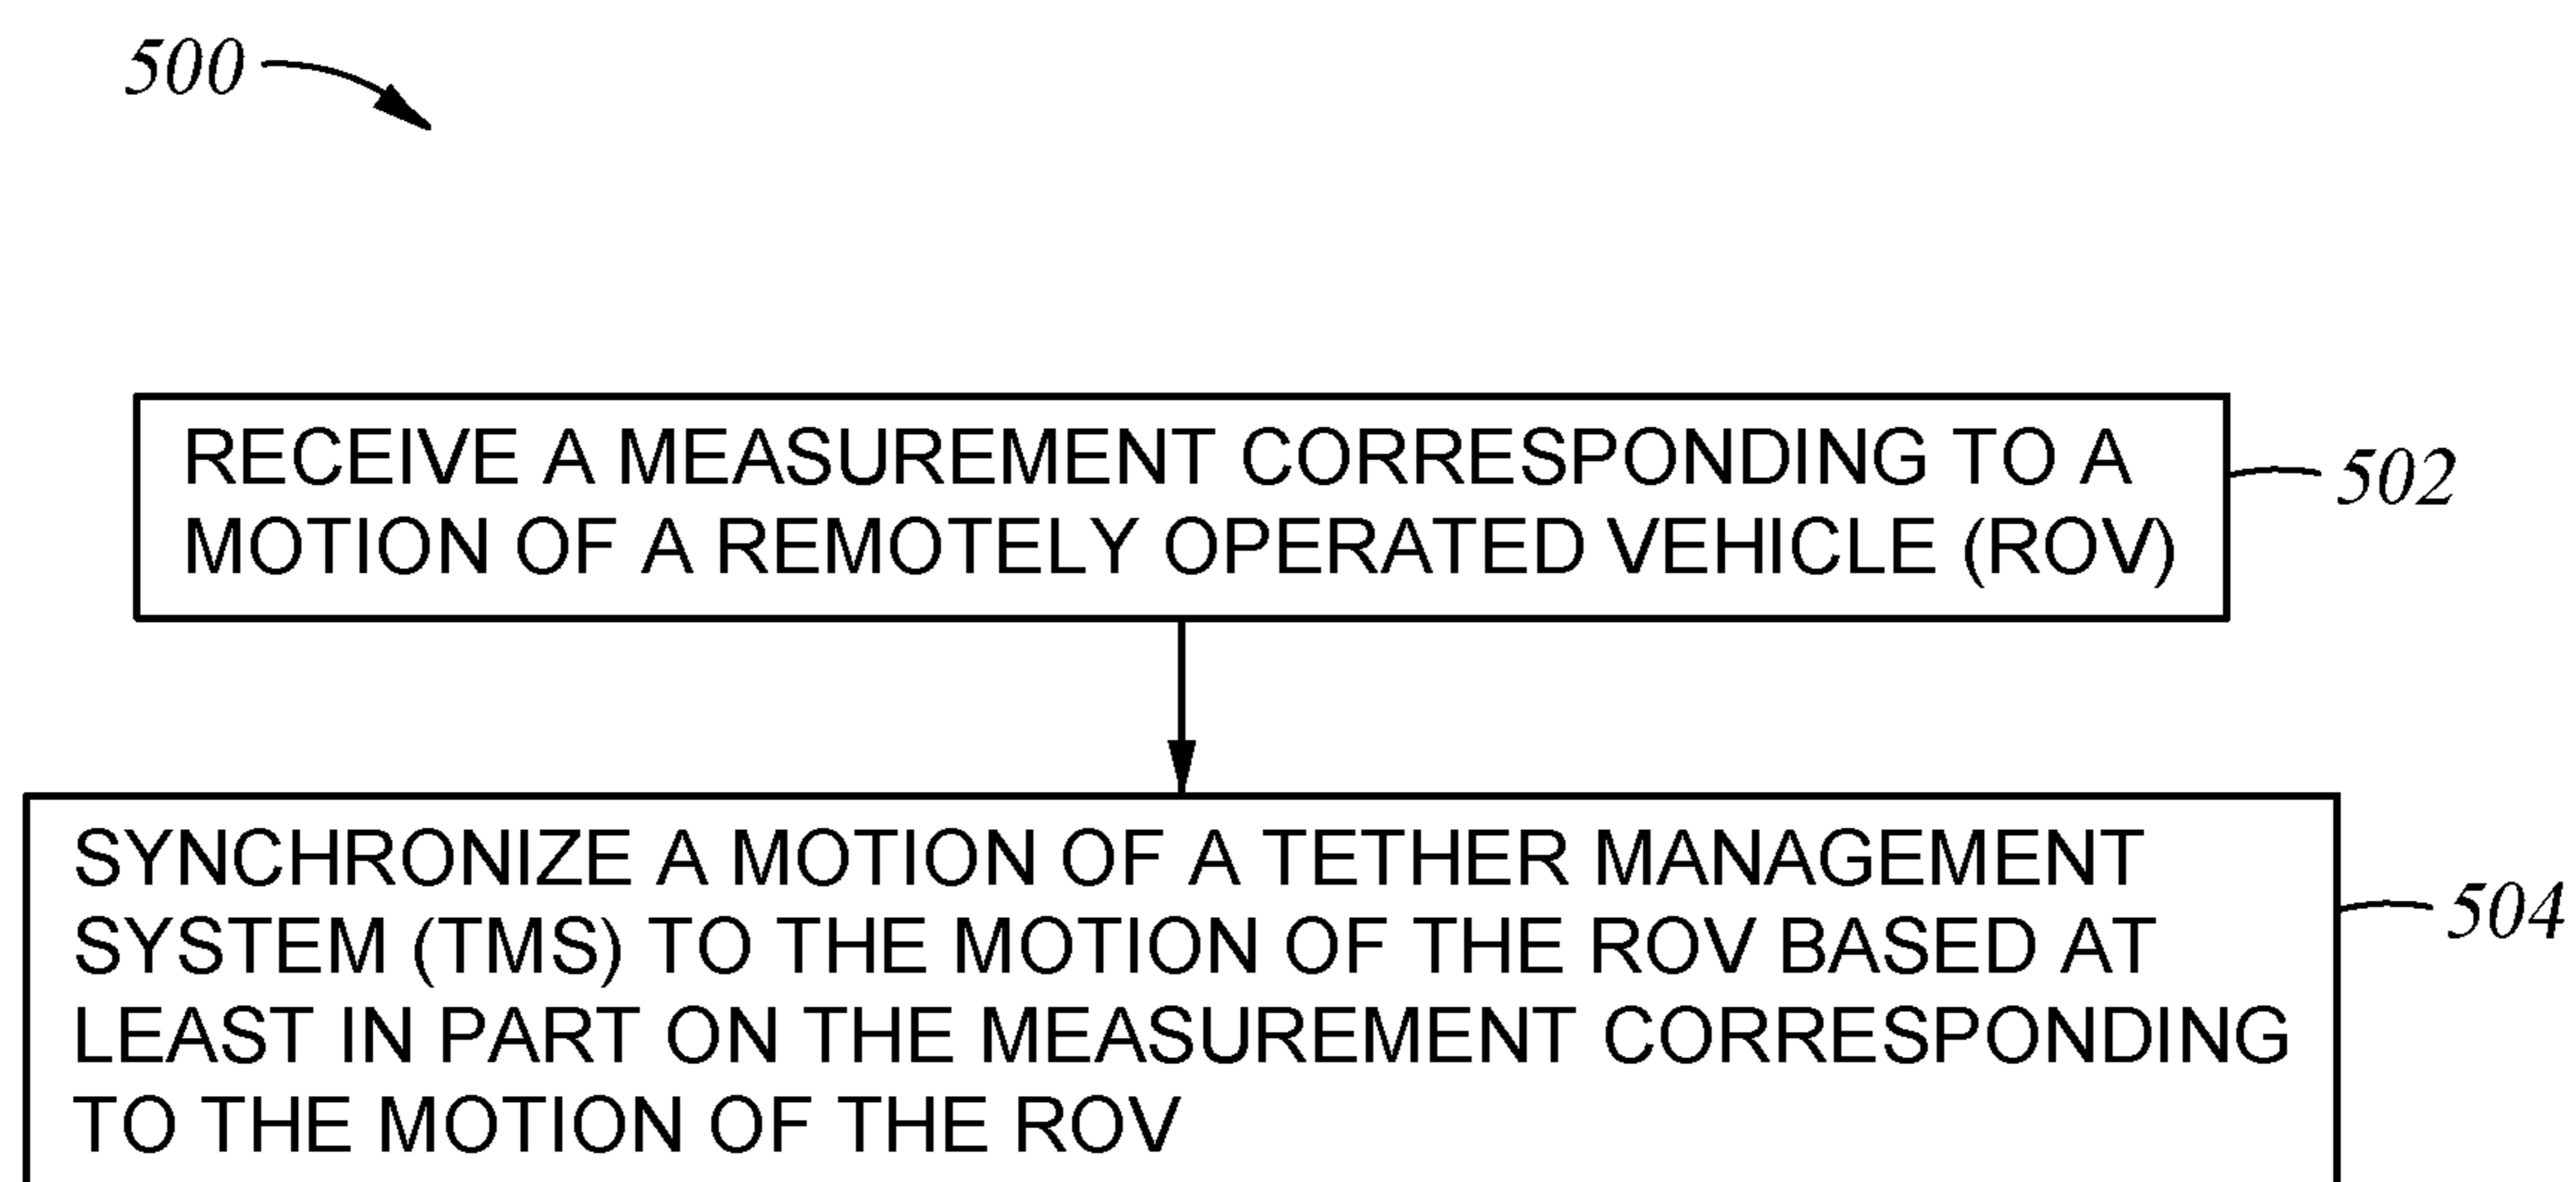 500
RECEIVE A MEASUREMENT CORRESPONDING TO A
MOTION OF A REMOTELY OPERATED VEHICLE (ROV)
502
SYNCHRONIZE A MOTION OF A TETHER MANAGEMENT
SYSTEM (TMS) TO THE MOTION OF THE ROV BASED AT
LEAST IN PART ON THE MEASUREMENT CORRESPONDING
TO THE MOTION OF THE ROV
504